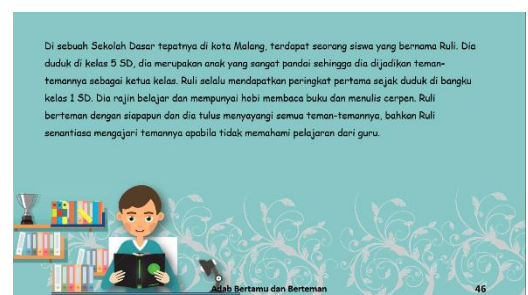 Di sebuah Sekolah Dasar tepatnya di kota Malang, terdapat seorang siswa yang bernama Ruli. Dia
duduk di kelas 5 SD, dia merupakan anak yang sangat pandai sehingga dia dijadikan teman-
temannya sebagai ketua kelas. Ruli selalu mendapatkan peringkat pertama sejak duduk di bangku
kelas 1 SD. Dia rajin belajar dan mempunyai hobi membaca buku dan menulis cerpen. Ruli
berteman dengan siapapun dan dia tulus menyayangi semua teman-temannya, bahkan Ruli
senantiasa mengajari temannya apabila tidak memahami pelajaran dari guru.
Adab Bertamu dan Berteman
46